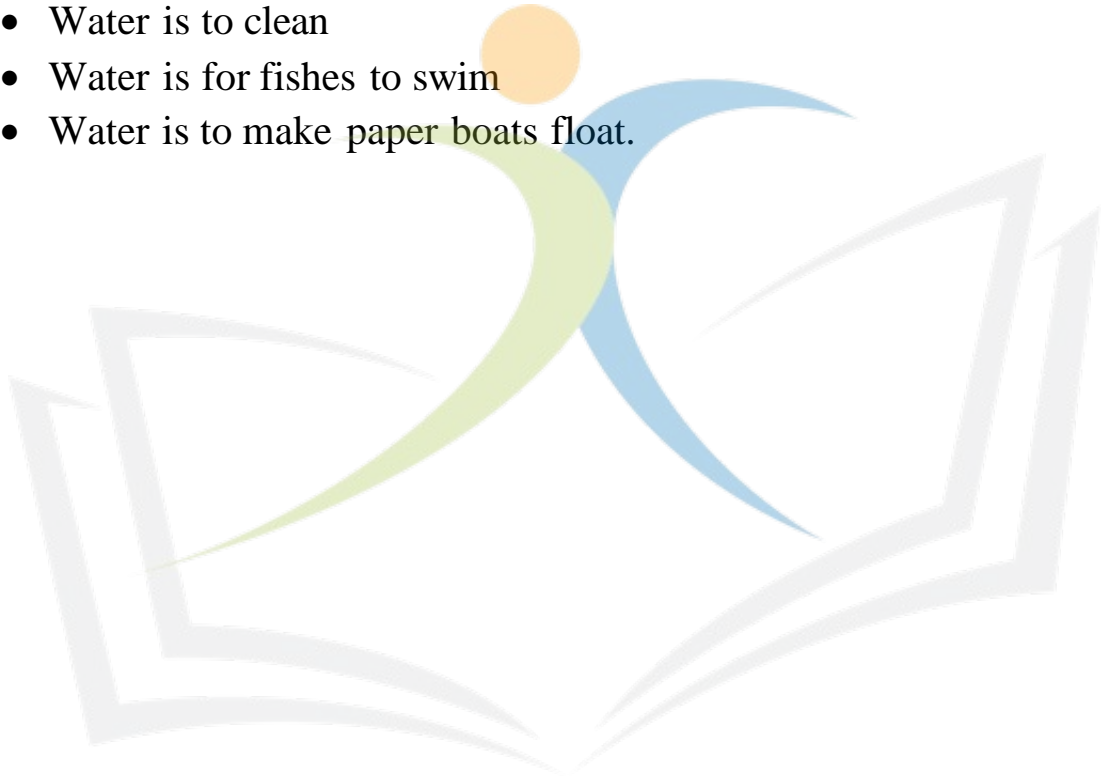 • Water is to clean
• Water is for fishes to swim
• Water is to make paper boats float.